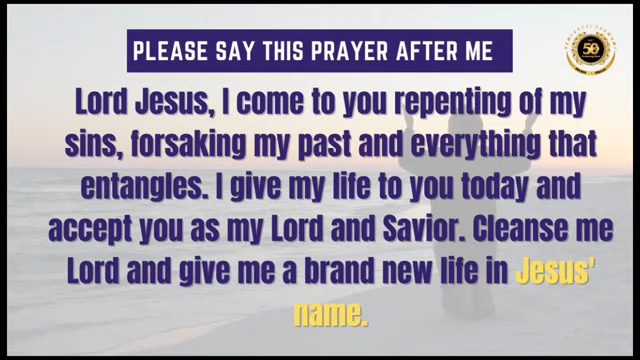 PLEASE SAY THIS PRAYER AFTER ME
50
Lord Jesus, I come to you repenting of my
sins, forsaking my past and everything that
entangles. I give my life to you today and
accept you as my Lord and Savior. Cleanse me
Lord and give me a brand new life in Jesus'
name.